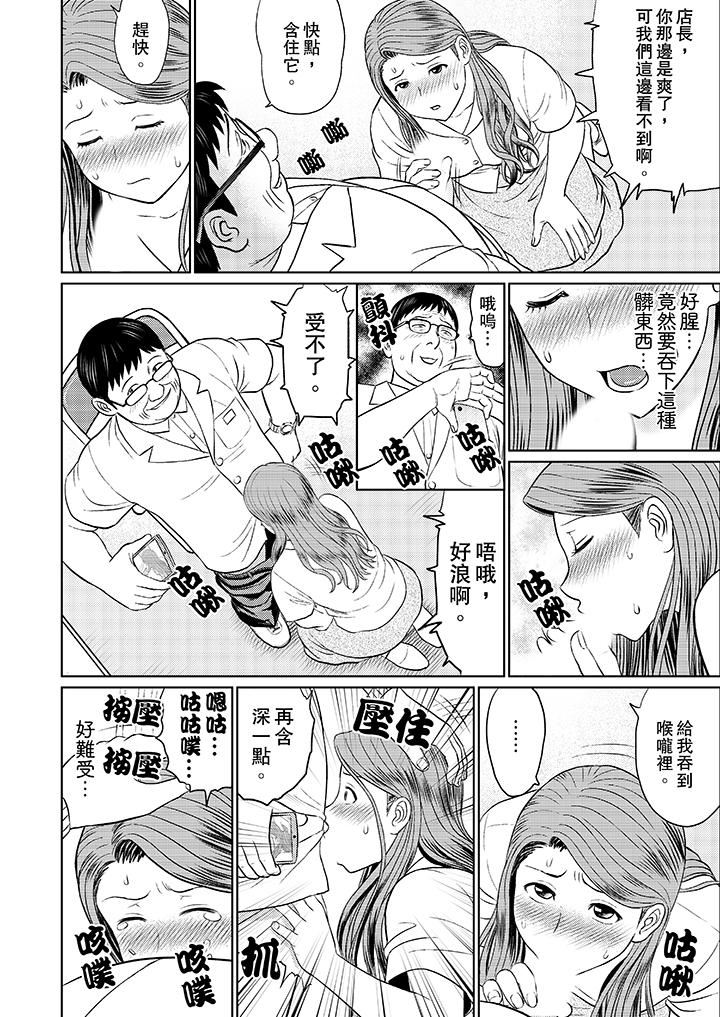 店長，
你那邊是爽了，
可我們這邊看不到啊。
快點，
含住它。
嘶
嘶
趕快。
好腥…
竟然要吞下這種
髒東西…
哦嗚…
顫抖
咕啾
咕啾
受不了。
咕啾
咕啾
唔哦，
好浪啊。
咕啾
給我吞到
喉嚨裡。
…
咕啾
壓住
再含
深一點。
抓
嗯咕…
咕咕噗…
壓
壓
好難受…
咳噗
咳噗